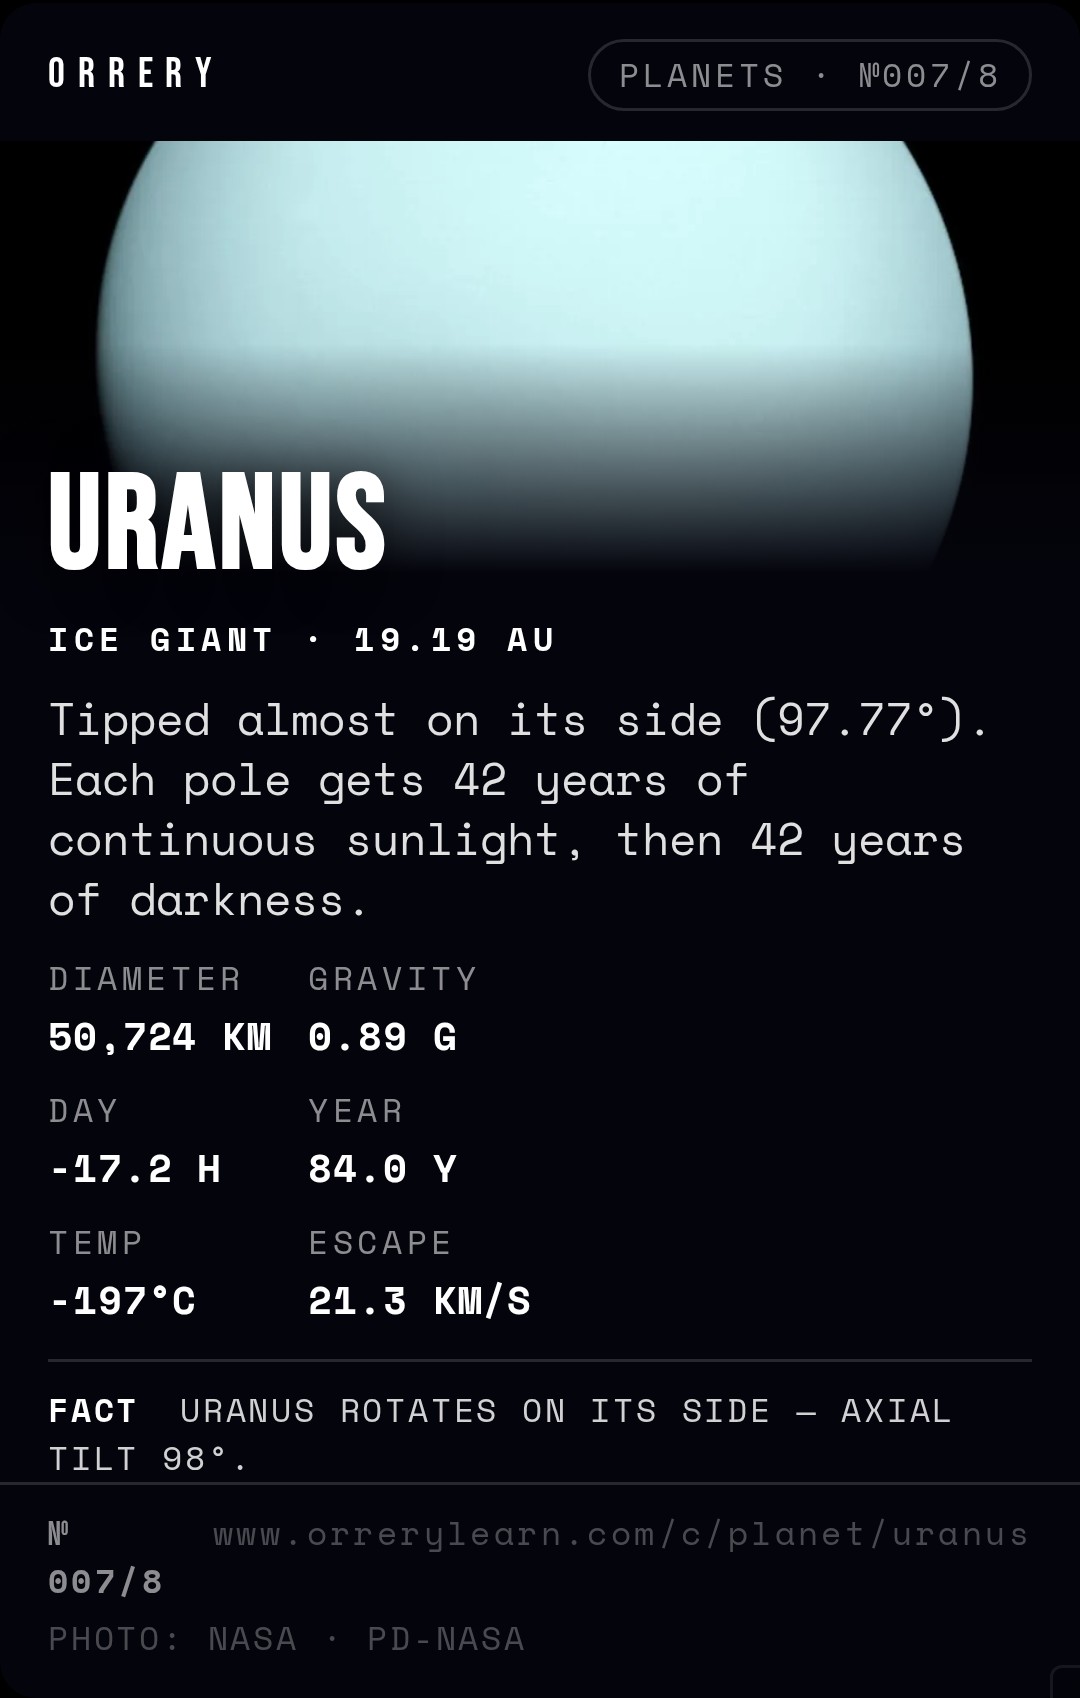 ORRERY
PLANETS · №007/8
URANUS
ICE GIANT · 19.19 AU
Tipped almost on its side (97.77°).
Each pole gets 42 years of
continuous sunlight, then 42 years
of darkness.
DIAMETER GRAVITY
50,724 KM 0.89 G
DAY YEAR
-17.2 H 84.0 Y
TEMP ESCAPE
-197°C 21.3 KM/S
FACT URANUS ROTATES ON ITS SIDE — AXIAL
TILT 98°.
№ www.orrerylearn.com/c/planet/uranus
007/8
PHOTO: NASA · PD-NASA